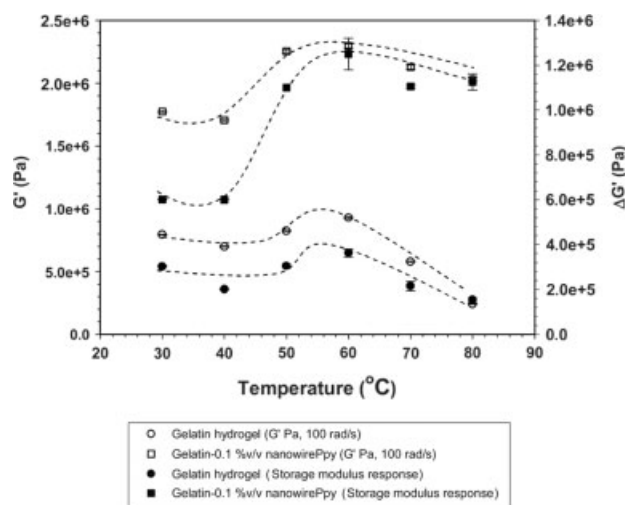 2.5e+6
2.0e+6
1.5e+6
1.0e+6
5.0e+5
0.0
G' (Pa)
1.4e+6
1.2e+6
1.0e+6
8.0e+5
6.0e+5
4.0e+5
2.0e+5
0.0
ΔG' (Pa)
20 30 40 50 60 70 80 90
Temperature (°C)
Gelatin hydrogel (G' Pa, 100 rad/s)
Gelatin-0.1 %v/v nanowirePpy (G' Pa, 100 rad/s)
Gelatin hydrogel (Storage modulus response)
Gelatin-0.1 %v/v nanowirePpy (Storage modulus response)